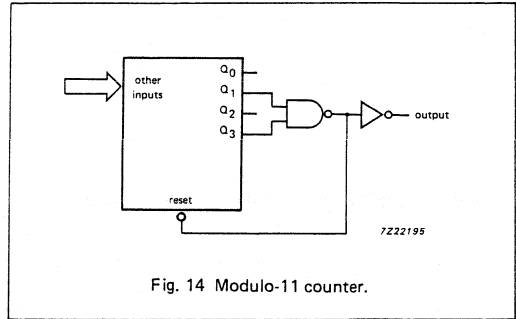 other
inputs
Q0
Q1
Q2
Q3
output
reset
7Z22195
Fig. 14 Modulo-11 counter.